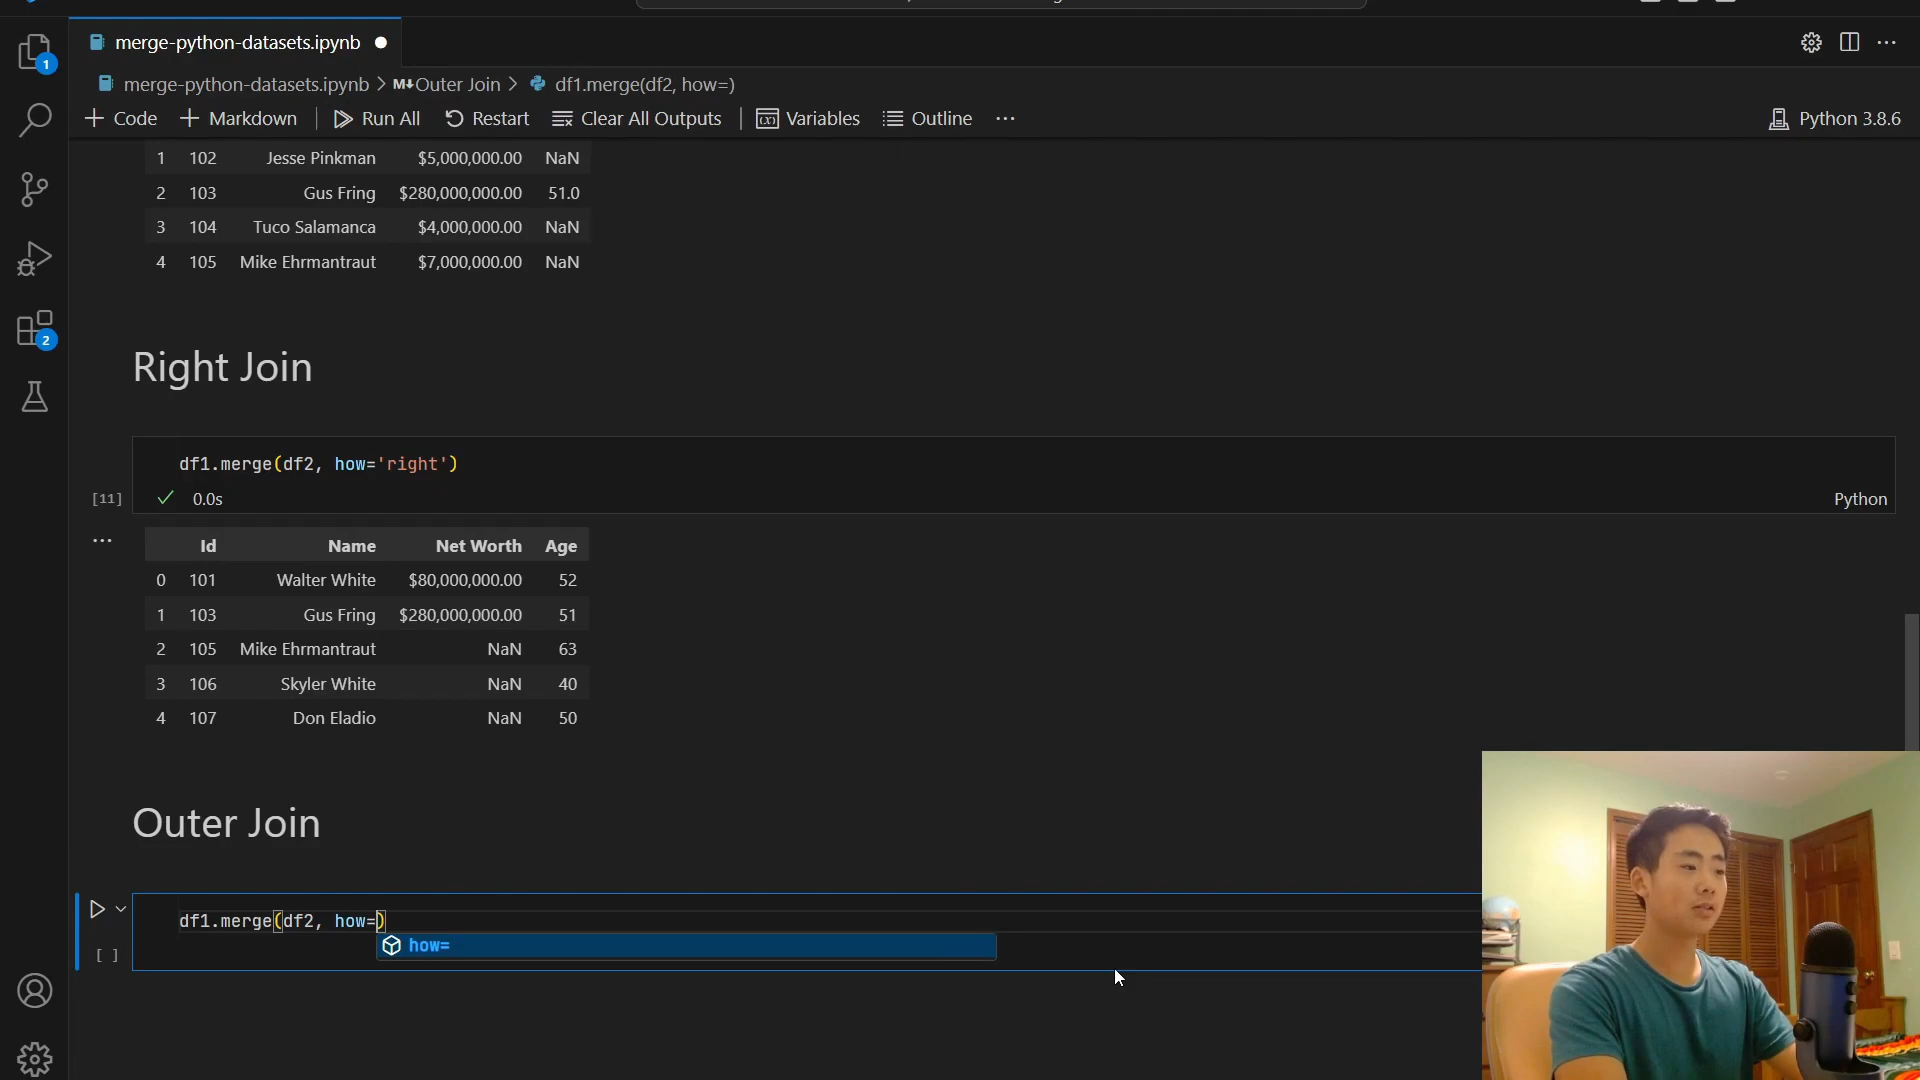 merge-python-datasets.ipynb
merge-python-datasets.ipynb > M↓Outer Join > df1.merge(df2, how=)
+ Code + Markdown Run All Restart Clear All Outputs Variables Outline ... Python 3.8.6
1 102 Jesse Pinkman $5,000,000.00 NaN
2 103 Gus Fring $280,000,000.00 51.0
3 104 Tuco Salamanca $4,000,000.00 NaN
4 105 Mike Ehrmantraut $7,000,000.00 NaN
Right Join
df1.merge(df2, how='right')
[11] 0.0s Python
Id Name Net Worth Age
0 101 Walter White $80,000,000.00 52
1 103 Gus Fring $280,000,000.00 51
2 105 Mike Ehrmantraut NaN 63
3 106 Skyler White NaN 40
4 107 Don Eladio NaN 50
Outer Join
df1.merge(df2, how=)
how=
[ ]
1
2